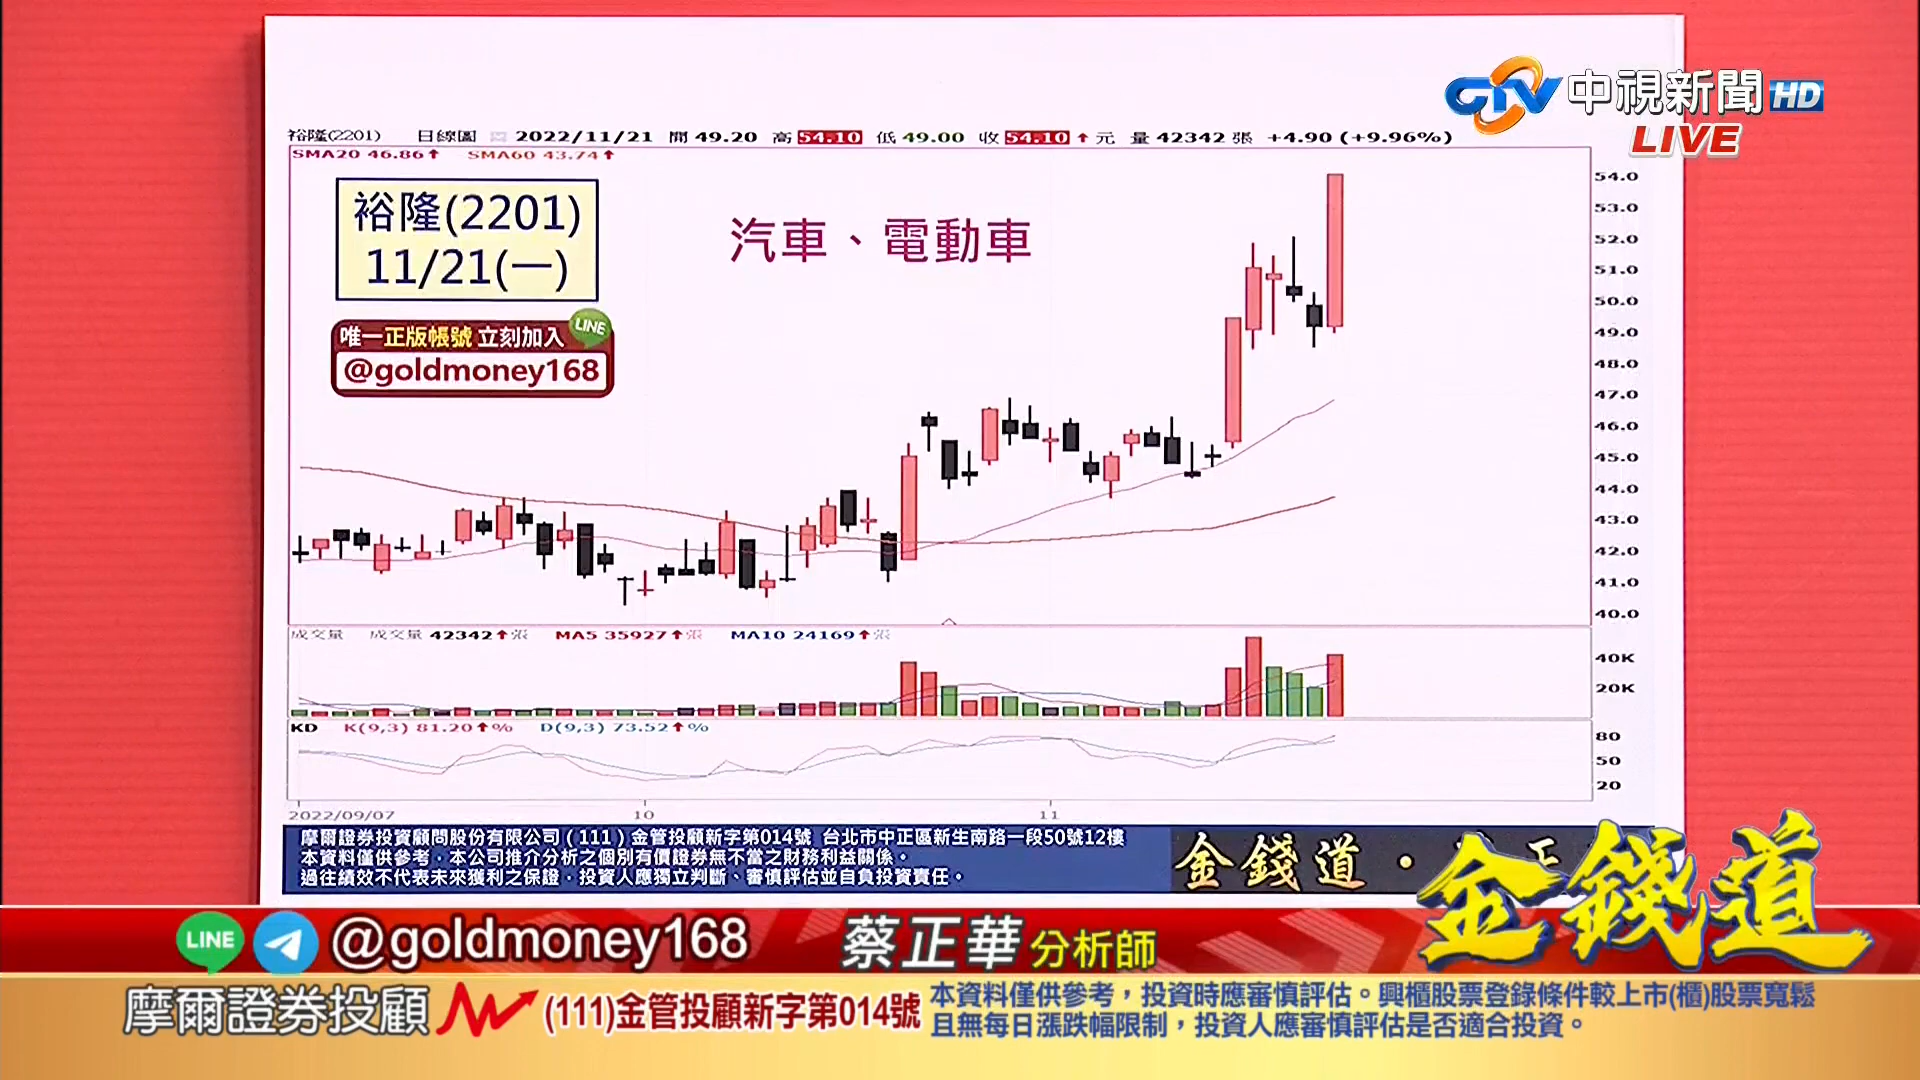 CTV 中視新聞 HD
LIVE
裕隆(2201) 日線圖 2022/11/21 開 49.20 高 54.10 低 49.00 收 54.10 ↑ 元 量 42342 張 +4.90 (+9.96%)
SMA20 46.86↑ SMA60 43.74↑
裕隆(2201)
11/21(一)
汽車、電動車
唯一正版帳號 立刻加入 LINE
@goldmoney168
54.0
53.0
52.0
51.0
50.0
49.0
48.0
47.0
46.0
45.0
44.0
43.0
42.0
41.0
40.0
成交量 成交量 42342↑張 MA5 35927↑張 MA10 24169↑張
40K
20K
KD K(9,3) 81.20↑% D(9,3) 73.52↑%
80
50
20
2022/09/07 10 11
摩爾證券投資顧問股份有限公司(111)金管投顧新字第014號 台北市中正區新生南路一段50號12樓
本資料僅供參考,本公司推介分析之個別有價證券無不當之財務利益關係。
過往績效不代表未來獲利之保證,投資人應獨立判斷、審慎評估並自負投資責任。
金錢道・
金錢道
LINE @goldmoney168 蔡正華 分析師
摩爾證券投顧 (111)金管投顧新字第014號
本資料僅供參考,投資時應審慎評估。興櫃股票登錄條件較上市(櫃)股票寬鬆
且無每日漲跌幅限制,投資人應審慎評估是否適合投資。